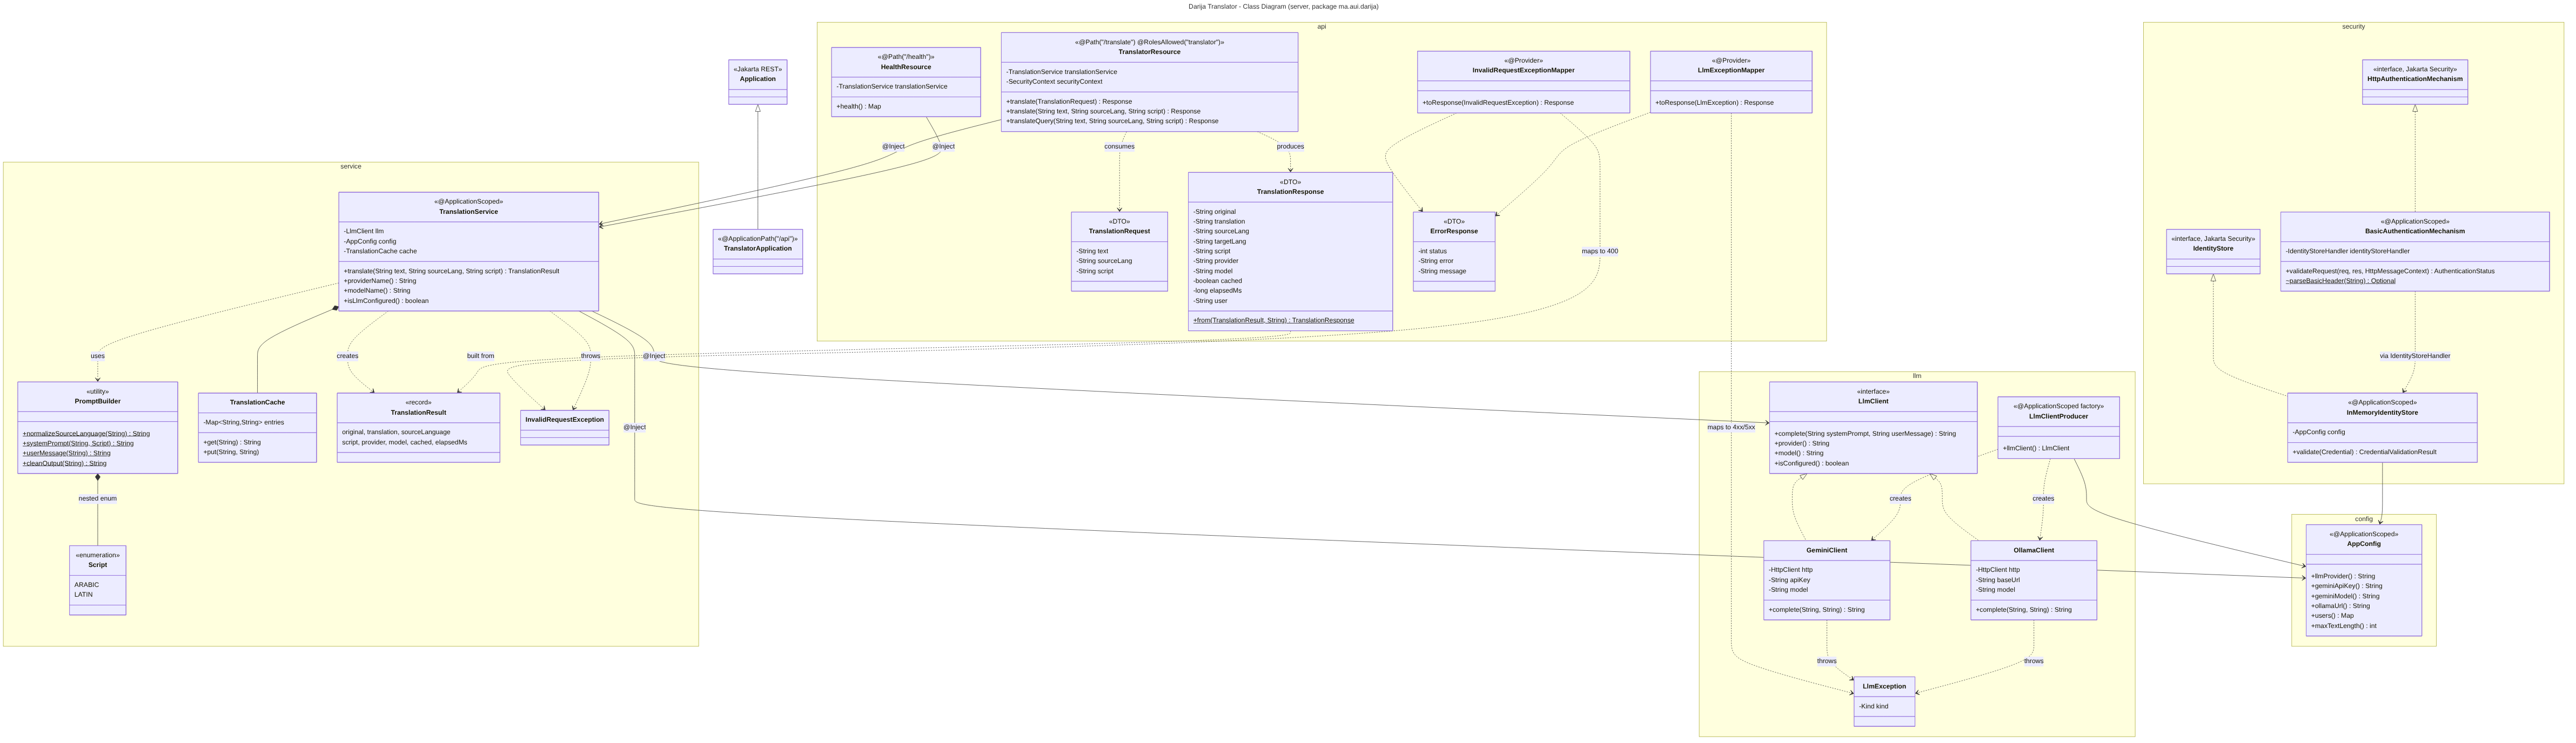 Darija Translator - Class Diagram (server, package ma.aui.darija)
api
security
«@Path("/health")»
HealthResource
-TranslationService translationService
+health() : Map
«@Path("/translate") @RolesAllowed("translator")»
TranslatorResource
-TranslationService translationService
-SecurityContext securityContext
+translate(TranslationRequest) : Response
+translate(String text, String sourceLang, String script) : Response
+translateQuery(String text, String sourceLang, String script) : Response
«@Provider»
InvalidRequestExceptionMapper
+toResponse(InvalidRequestException) : Response
«@Provider»
LlmExceptionMapper
+toResponse(LlmException) : Response
«Jakarta REST»
Application
«interface, Jakarta Security»
HttpAuthenticationMechanism
@Inject
@Inject
consumes
produces
service
«@ApplicationScoped»
TranslationService
-LlmClient llm
-AppConfig config
-TranslationCache cache
+translate(String text, String sourceLang, String script) : TranslationResult
+providerName() : String
+modelName() : String
+isLlmConfigured() : boolean
«@ApplicationPath("/api")»
TranslatorApplication
«DTO»
TranslationRequest
-String text
-String sourceLang
-String script
«DTO»
TranslationResponse
-String original
-String translation
-String sourceLang
-String targetLang
-String script
-String provider
-String model
-boolean cached
-long elapsedMs
-String user
+from(TranslationResult, String) : TranslationResponse
«DTO»
ErrorResponse
-int status
-String error
-String message
maps to 400
«interface, Jakarta Security»
IdentityStore
«@ApplicationScoped»
BasicAuthenticationMechanism
-IdentityStoreHandler identityStoreHandler
+validateRequest(req, res, HttpMessageContext) : AuthenticationStatus
~parseBasicHeader(String) : Optional
uses
creates
built from
throws
@Inject
via IdentityStoreHandler
«utility»
PromptBuilder
+normalizeSourceLanguage(String) : String
+systemPrompt(String, Script) : String
+userMessage(String) : String
+cleanOutput(String) : String
TranslationCache
-Map<String,String> entries
+get(String) : String
+put(String, String)
«record»
TranslationResult
original, translation, sourceLanguage
script, provider, model, cached, elapsedMs
InvalidRequestException
@Inject
llm
maps to 4xx/5xx
«interface»
LlmClient
+complete(String systemPrompt, String userMessage) : String
+provider() : String
+model() : String
+isConfigured() : boolean
«@ApplicationScoped factory»
LlmClientProducer
+llmClient() : LlmClient
«@ApplicationScoped»
InMemoryIdentityStore
-AppConfig config
+validate(Credential) : CredentialValidationResult
nested enum
creates
creates
config
«enumeration»
Script
ARABIC
LATIN
GeminiClient
-HttpClient http
-String apiKey
-String model
+complete(String, String) : String
OllamaClient
-HttpClient http
-String baseUrl
-String model
+complete(String, String) : String
«@ApplicationScoped»
AppConfig
+llmProvider() : String
+geminiApiKey() : String
+geminiModel() : String
+ollamaUrl() : String
+users() : Map
+maxTextLength() : int
throws
throws
LlmException
-Kind kind